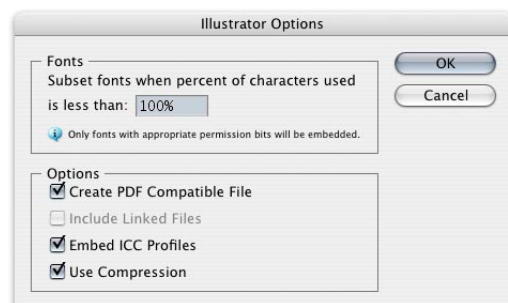 Illustrator Options
Fonts
Subset fonts when percent of characters used
is less than: 100%
Only fonts with appropriate permission bits will be embedded.
OK
Cancel
Options
Create PDF Compatible File
Include Linked Files
Embed ICC Profiles
Use Compression